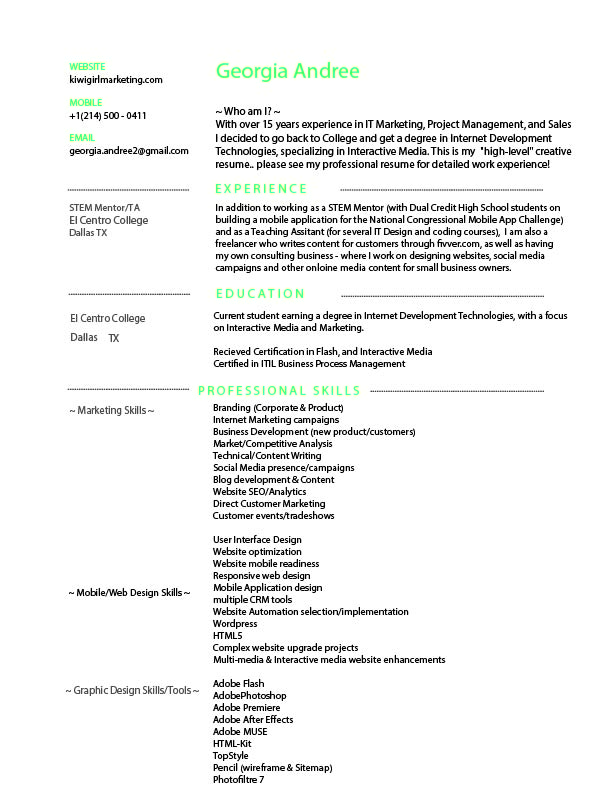 WEBSITE
kiwigirlmarketing.com
MOBILE
+1(214) 500 - 0411
EMAIL
georgia.andree2@gmail.com
Georgia Andree
~ Who am I? ~
With over 15 years experience in IT Marketing, Project Management, and Sales
I decided to go back to College and get a degree in Internet Development
Technologies, specializing in Interactive Media. This is my "high-level" creative
resume.. please see my professional resume for detailed work experience!
EXPERIENCE
STEM Mentor/TA
El Centro College
Dallas TX
In addition to working as a STEM Mentor (with Dual Credit High School students on
building a mobile application for the National Congressional Mobile App Challenge)
and as a Teaching Assitant (for several IT Design and coding courses), I am also a
freelancer who writes content for customers through fivver.com, as well as having
my own consulting business - where I work on designing websites, social media
campaigns and other onloine media content for small business owners.
EDUCATION
El Centro College
Dallas TX
Current student earning a degree in Internet Development Technologies, with a focus
on Interactive Media and Marketing.
Recieved Certification in Flash, and Interactive Media
Certified in ITIL Business Process Management
PROFESSIONAL SKILLS
~ Marketing Skills ~
Branding (Corporate & Product)
Internet Marketing campaigns
Business Development (new product/customers)
Market/Competitive Analysis
Technical/Content Writing
Social Media presence/campaigns
Blog development & Content
Website SEO/Analytics
Direct Customer Marketing
Customer events/tradeshows
~ Mobile/Web Design Skills ~
User Interface Design
Website optimization
Website mobile readiness
Responsive web design
Mobile Application design
multiple CRM tools
Website Automation selection/implementation
Wordpress
HTML5
Complex website upgrade projects
Multi-media & Interactive media website enhancements
~ Graphic Design Skills/Tools ~
Adobe Flash
AdobePhotoshop
Adobe Premiere
Adobe After Effects
Adobe MUSE
HTML-Kit
TopStyle
Pencil (wireframe & Sitemap)
Photofiltre 7